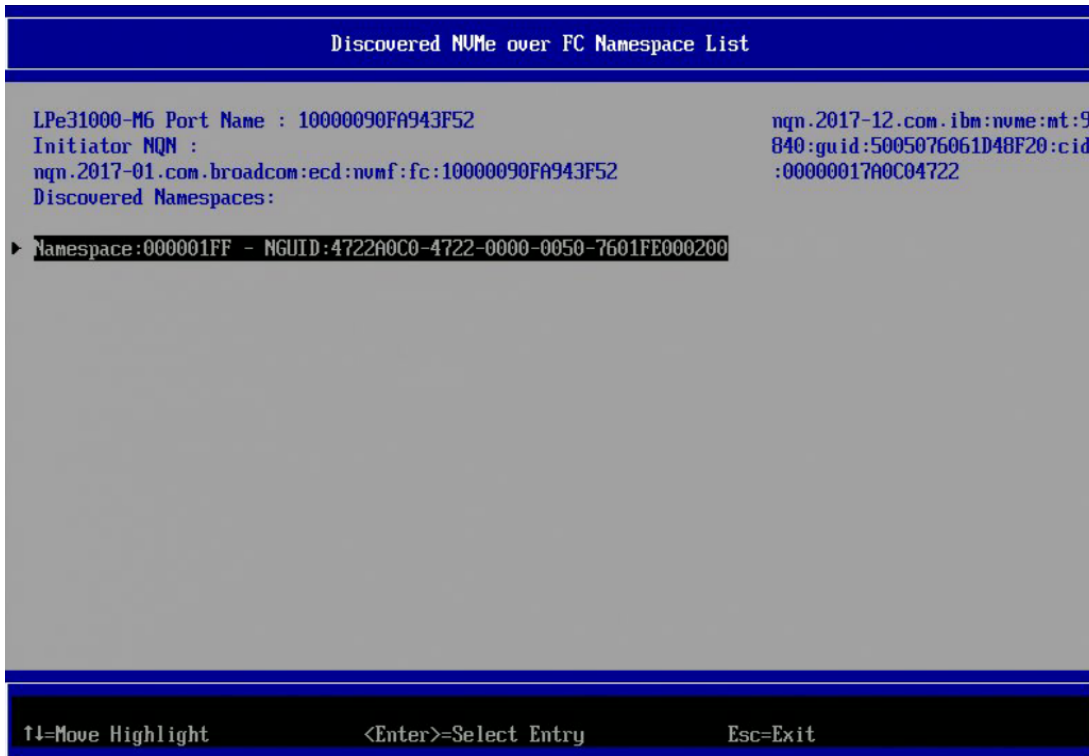 Discovered NVMe over FC Namespace List
LPe31000-M6 Port Name : 10000090FA943F52
Initiator NQN :
nqn.2017-01.com.broadcom:ecd:nvmf:fc:10000090FA943F52
Discovered Namespaces:
Namespace:000001FF - NGUID:4722A0C0-4722-0000-0050-7601FE000200
nqn.2017-12.com.ibm:nvme:mt:9
840:guid:5005076061D48F20:cid
:00000017A0C04722
↑↓=Move Highlight <Enter>=Select Entry Esc=Exit